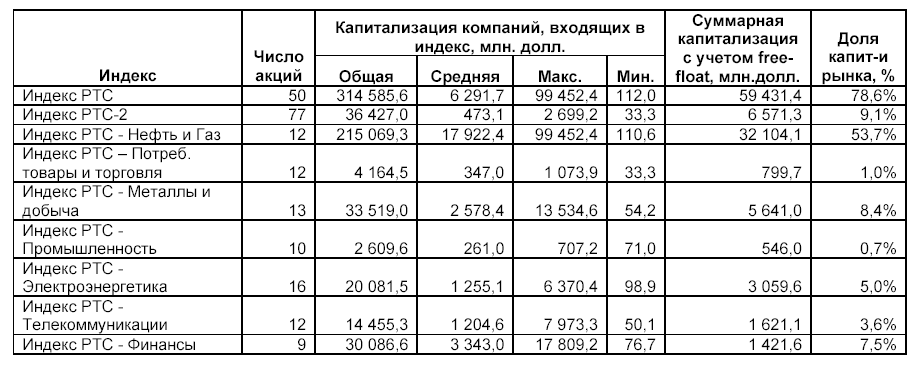 Индекс Число акций Капитализация компаний, входящих в индекс, млн. долл. Суммарная капитализация с учетом free-float, млн.долл. Доля капит-и рынка, %
Общая Средняя Макс. Мин.
Индекс РТС 50 314 585,6 6 291,7 99 452,4 112,0 59 431,4 78,6%
Индекс РТС-2 77 36 427,0 473,1 2 699,2 33,3 6 571,3 9,1%
Индекс РТС - Нефть и Газ 12 215 069,3 17 922,4 99 452,4 110,6 32 104,1 53,7%
Индекс РТС – Потреб.
товары и торговля 12 4 164,5 347,0 1 073,9 33,3 799,7 1,0%
Индекс РТС - Металлы и
добыча 13 33 519,0 2 578,4 13 534,6 54,2 5 641,0 8,4%
Индекс РТС -
Промышленность 10 2 609,6 261,0 707,2 71,0 546,0 0,7%
Индекс РТС -
Электроэнергетика 16 20 081,5 1 255,1 6 370,4 98,9 3 059,6 5,0%
Индекс РТС -
Телекоммуникации 12 14 455,3 1 204,6 7 973,3 50,1 1 621,1 3,6%
Индекс РТС - Финансы 9 30 086,6 3 343,0 17 809,2 76,7 1 421,6 7,5%